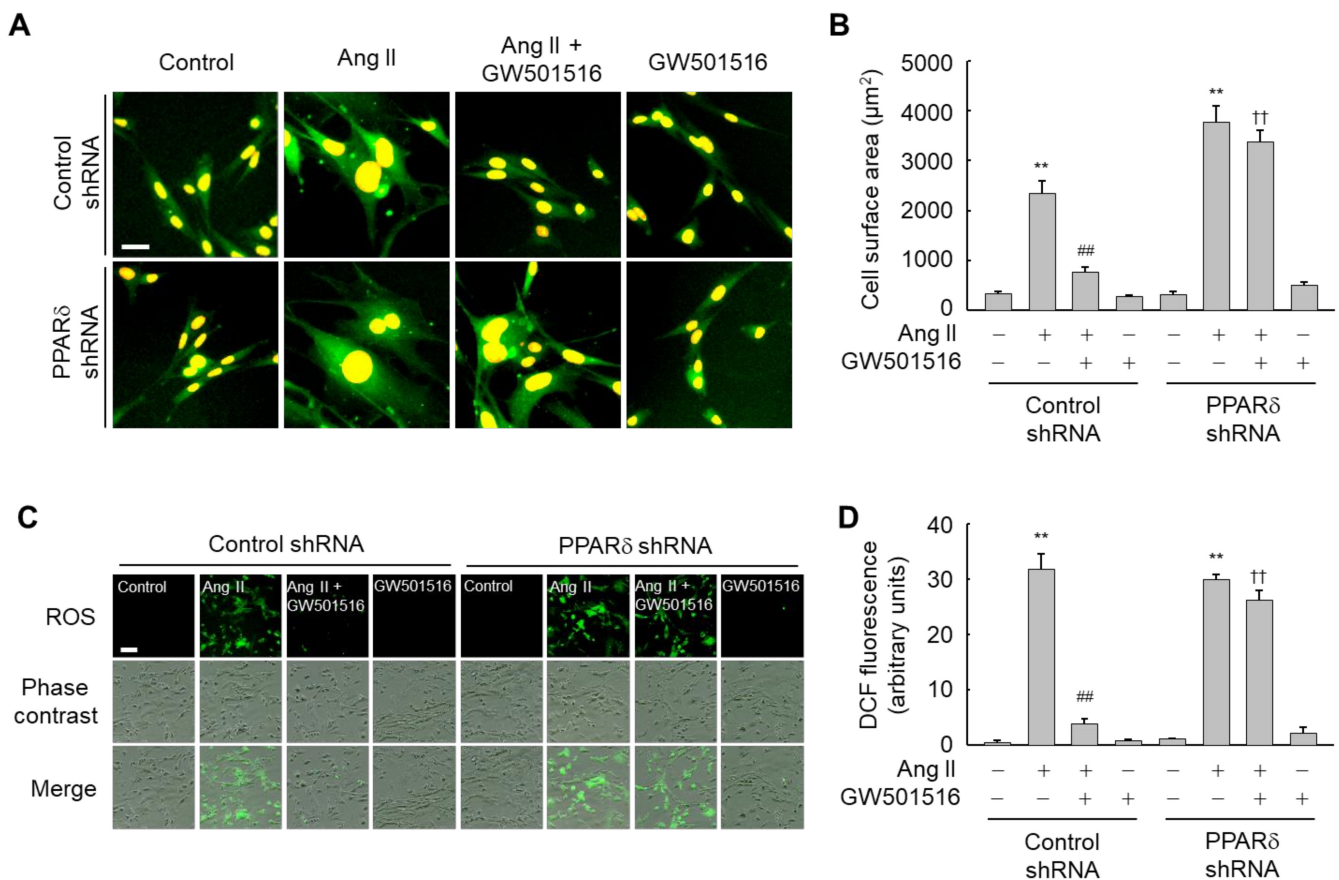 A
Control
Ang II
Ang II +
GW501516
GW501516
Control
shRNA
PPARδ
shRNA
B
Cell surface area (μm2)
5000
4000
3000
2000
1000
0
**
##
**
††
Ang II − + + − − + + −
GW501516 − − + + − − + +
Control
shRNA
PPARδ
shRNA
C
Control shRNA
PPARδ shRNA
Control
Ang II
Ang II +
GW501516
GW501516
Control
Ang II
Ang II +
GW501516
GW501516
ROS
Phase
contrast
Merge
D
DCF fluorescence
(arbitrary units)
40
30
20
10
0
**
##
**
††
Ang II − + + − − + + −
GW501516 − − + + − − + +
Control
shRNA
PPARδ
shRNA